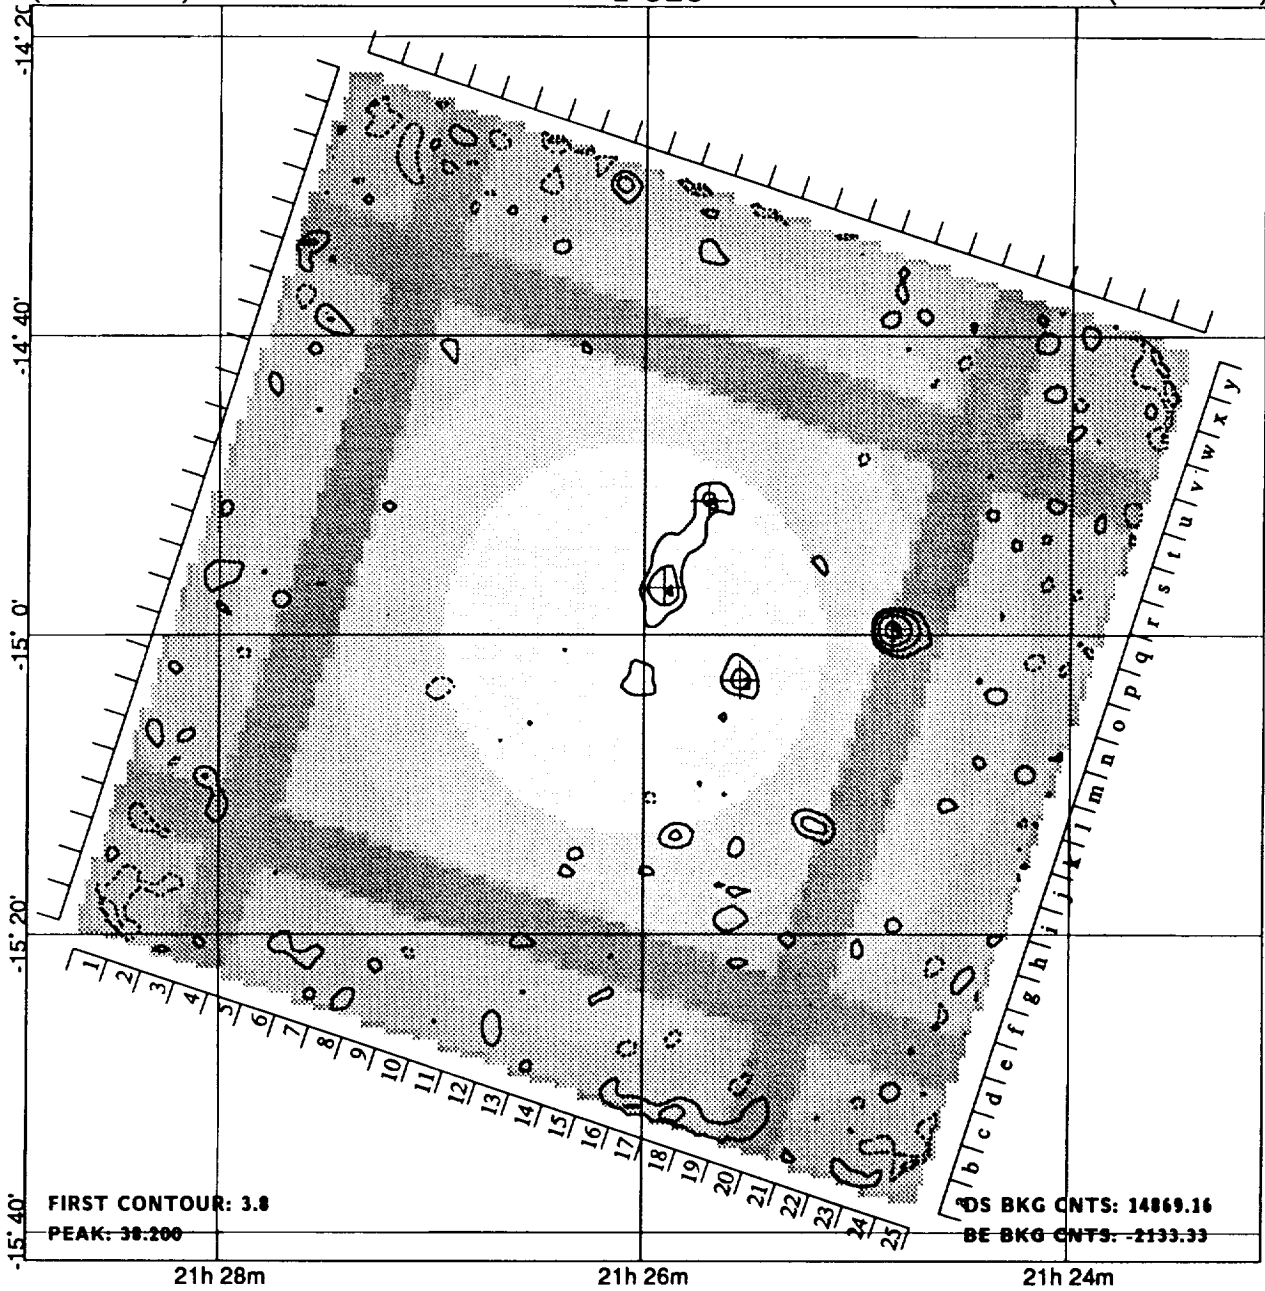 -14° 20
-14° 40'
-15° 0'
-15° 20'
-15° 40'
1 2 3 4 5 6 7 8 9 10 11 12 13 14 15 16 17 18 19 20 21 22 23 24 25
a b c d e f g h i j k l m n o p q r s t u v w x y
FIRST CONTOUR: 3.8
PEAK: 38.200
DS BKG CNTS: 14869.16
BE BKG CNTS: -2133.33
21h 28m
21h 26m
21h 24m